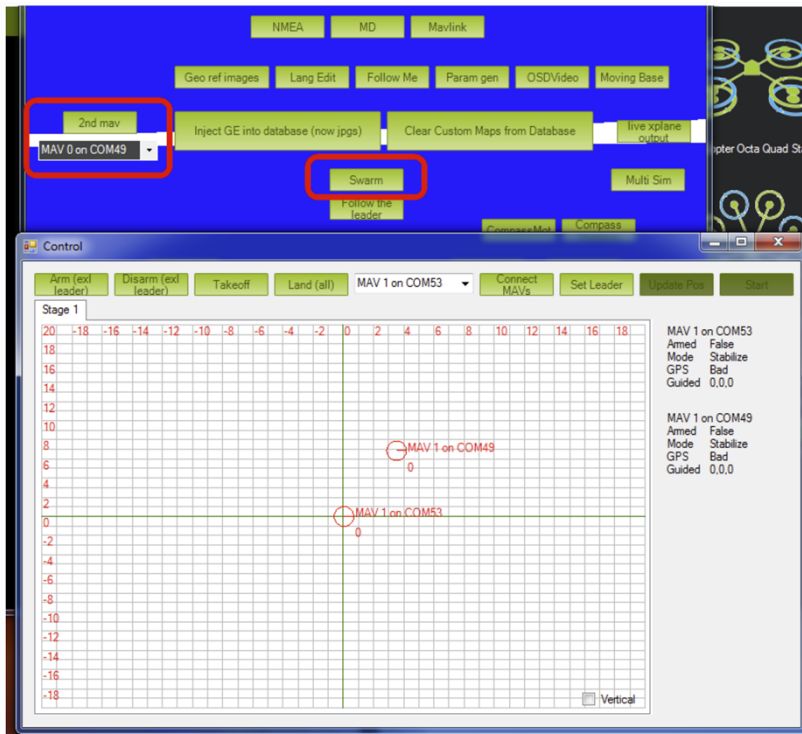 NMEA
MD
Mavlink
Geo ref images
Lang Edit
Follow Me
Param gen
OSDVideo
Moving Base
2nd mav
MAV 0 on COM49
Inject GE into database (now jpgs)
Clear Custom Maps from Database
live xplane
output
Swarm
Multi Sim
Follow the
leader
CompassMot
Compass
Octa Quad
Control
Arm (exl
leader)
Disarm (exl
leader)
Takeoff
Land (all)
MAV 1 on COM53
Connect
MAVs
Set Leader
Update Pos
Start
Stage 1
20 -18 -16 -14 -12 -10 -8 -6 -4 -2 0 2 4 6 8 10 12 14 16 18
18
16
14
12
10
8
6
4
2
0
-2
-4
-6
-8
-10
-12
-14
-16
-18
MAV 1 on COM49
0
MAV 1 on COM53
0
Vertical
MAV 1 on COM53
Armed False
Mode Stabilize
GPS Bad
Guided 0,0,0
MAV 1 on COM49
Armed False
Mode Stabilize
GPS Bad
Guided 0,0,0